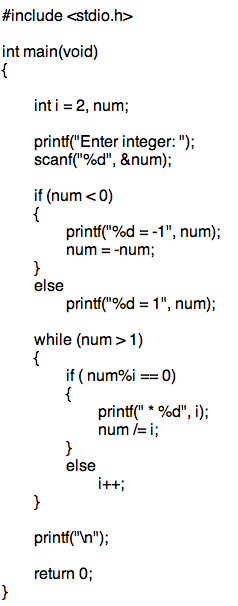 #include <stdio.h>
int main(void)
{
int i = 2, num;
printf("Enter integer: ");
scanf("%d", &num);
if (num < 0)
{
printf("%d = -1", num);
num = -num;
}
else
printf("%d = 1", num);
while (num > 1)
{
if ( num%i == 0)
{
printf(" * %d", i);
num /= i;
}
else
i++;
}
printf("\n");
return 0;
}